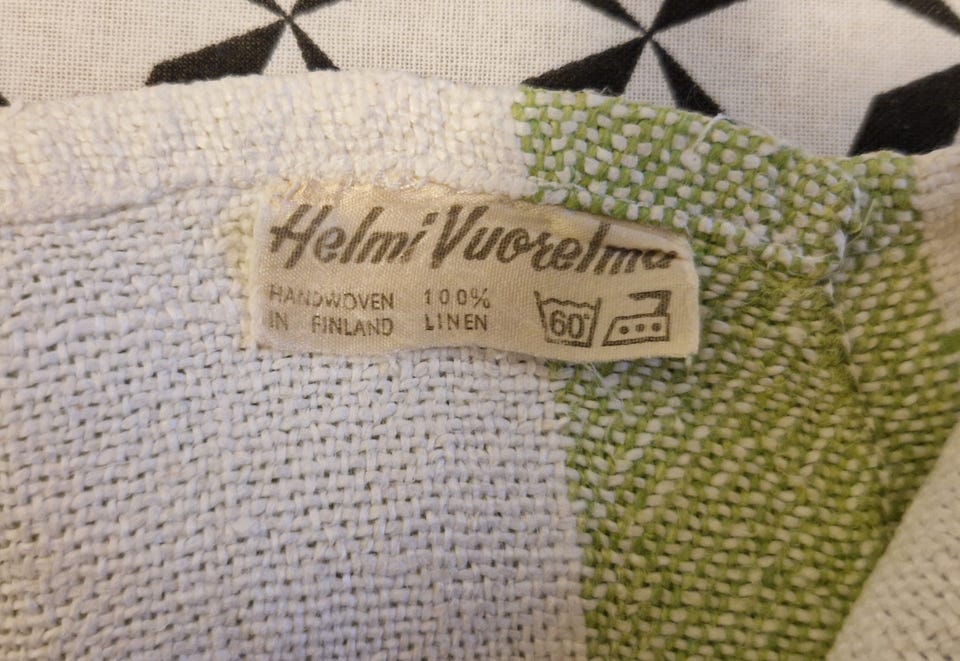 Helmi Vuorelma
HANDWOVEN 100%
IN FINLAND LINEN
60°